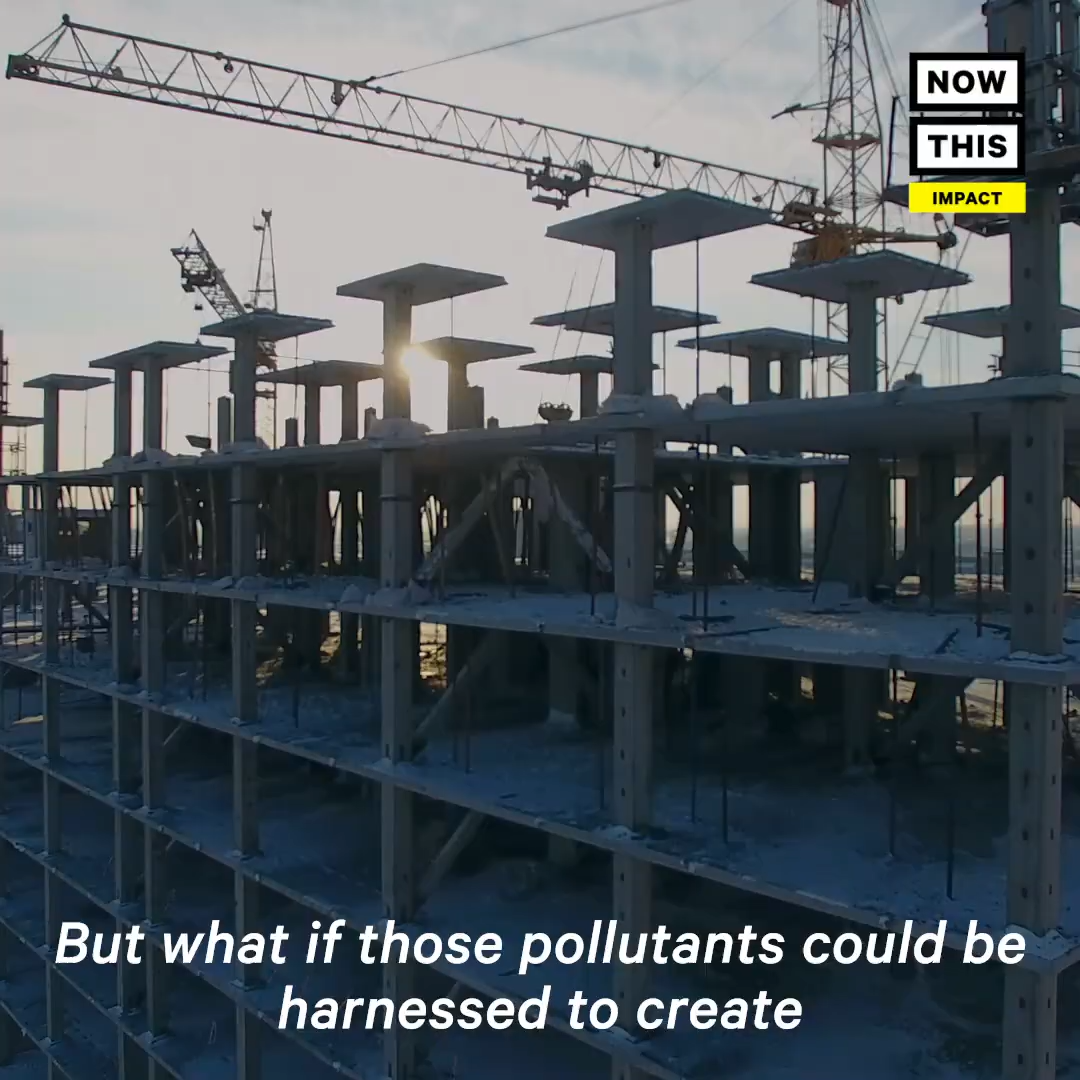 NOW
THIS
IMPACT
But what if those pollutants could be
harnessed to create